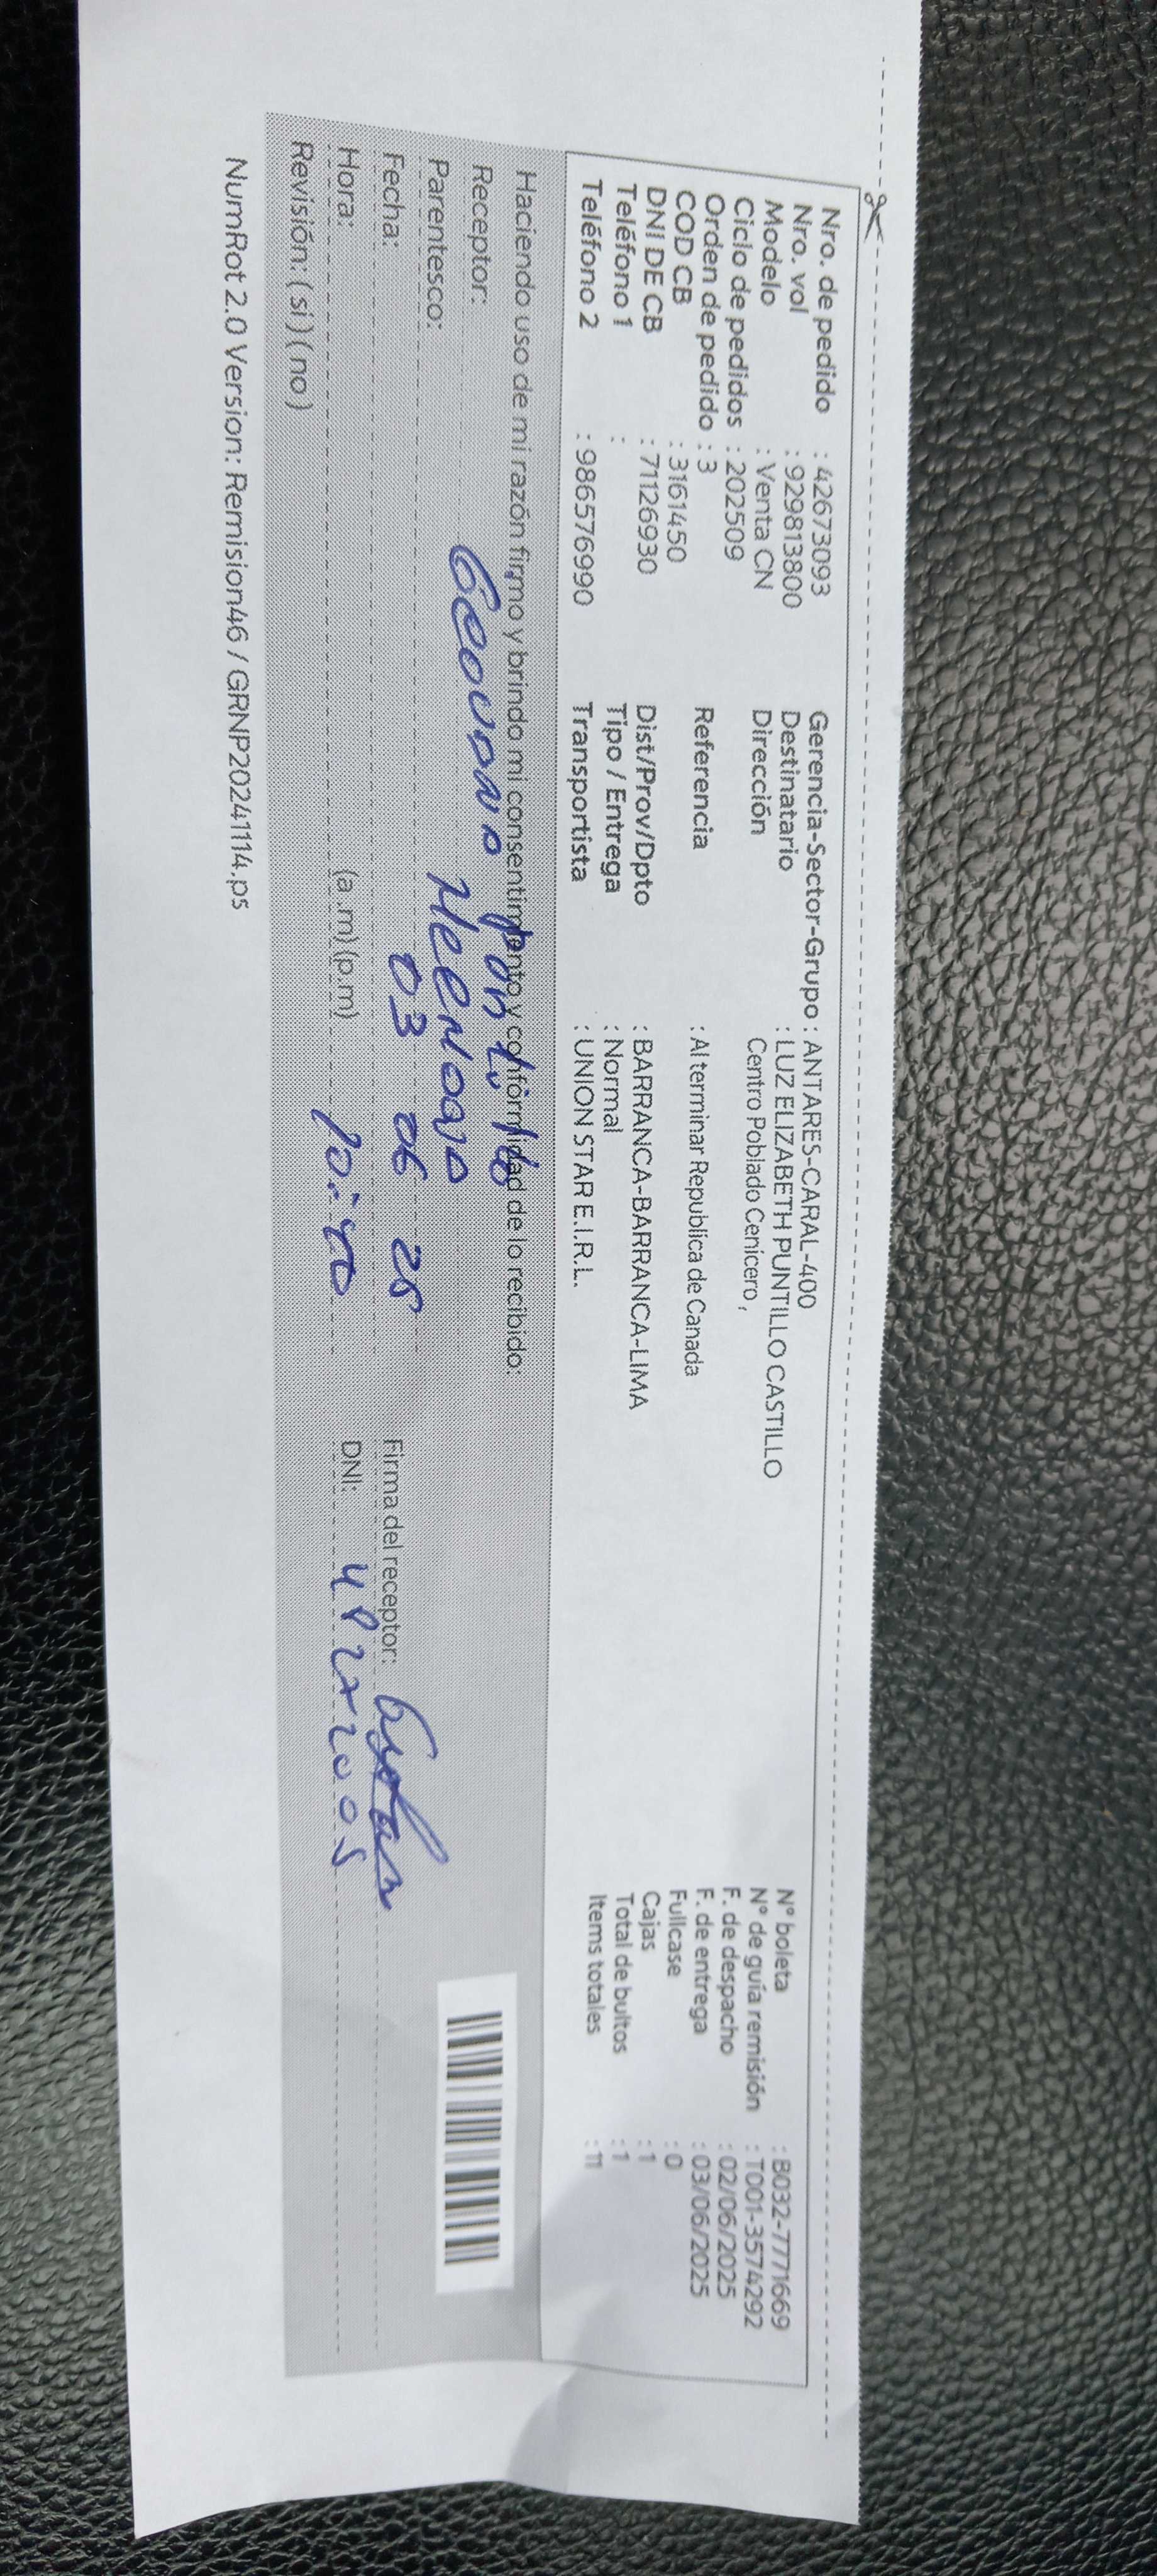 Nro. de pedido : 42673093 Gerencia-Sector-Grupo : ANTARES-CARAL-400 N° boleta : B032-7771669
Nro. vol : 929813800 Destinatario : LUZ ELIZABETH PUNTILLO CASTILLO N° de guía remisión : T001-3574292
Modelo : Venta CN Dirección Centro Poblado Cenicero , F. de despacho : 02/06/2025
Ciclo de pedidos : 202509 F. de entrega : 03/06/2025
Orden de pedido : 3 Referencia : Al terminar Republica de Canada Fullcase : 0
COD CB : 3161450 Cajas : 1
DNI DE CB : 71126930 Dist/Prov/Dpto : BARRANCA-BARRANCA-LIMA Total de bultos : 1
Teléfono 1 : Tipo / Entrega : Normal Items totales : 11
Teléfono 2 : 986576990 Transportista : UNION STAR E.I.R.L.
Haciendo uso de mi razón firmo y brindo mi consentimiento y conformidad de lo recibido:
Receptor:
Parentesco: Hermana
Fecha: 03 06 25 Firma del receptor:
Hora: (a .m) (p.m) 10:40 DNI:
Revisión: ( si ) ( no )
NumRot 2.0 Version: Remision46 / GRNP20241114.ps